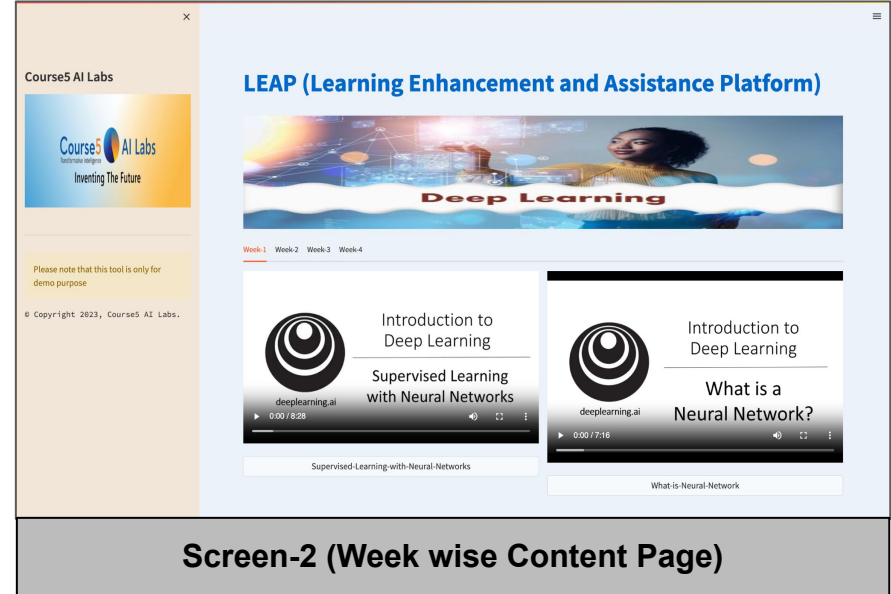 ×
Course5 AI Labs
Course5 AI Labs
Transformative Intelligence
Inventing The Future
Please note that this tool is only for
demo purpose
© Copyright 2023, Course5 AI Labs.
LEAP (Learning Enhancement and Assistance Platform)
Deep Learning
Week-1 Week-2 Week-3 Week-4
Introduction to
Deep Learning
Supervised Learning
with Neural Networks
deeplearning.ai
0:00 / 8:28
Supervised-Learning-with-Neural-Networks
Introduction to
Deep Learning
What is a
Neural Network?
deeplearning.ai
0:00 / 7:16
What-is-Neural-Network
Screen-2 (Week wise Content Page)